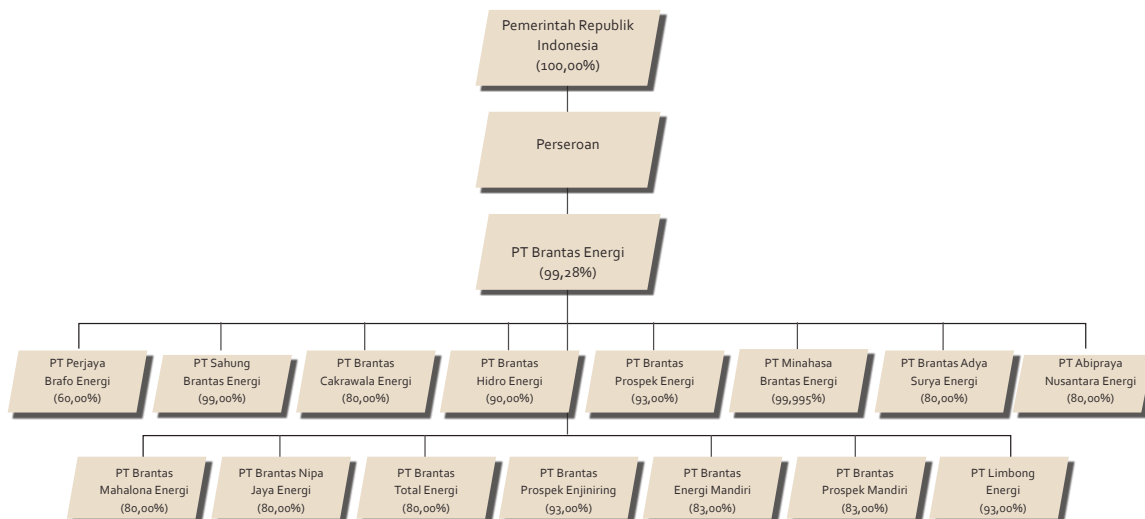 Pemerintah Republik
Indonesia
(100,00%)
Perseroan
PT Brantas Energi
(99,28%)
PT Perjaya
Brafo Energi
(60,00%)
PT Sahung
Brantas Energi
(99,00%)
PT Brantas
Cakrawala Energi
(80,00%)
PT Brantas
Hidro Energi
(90,00%)
PT Brantas
Prospek Energi
(93,00%)
PT Minahasa
Brantas Energi
(99,995%)
PT Brantas Adya
Surya Energi
(80,00%)
PT Abipraya
Nusantara Energi
(80,00%)
PT Brantas
Mahalona Energi
(80,00%)
PT Brantas Nipa
Jaya Energi
(80,00%)
PT Brantas
Total Energi
(80,00%)
PT Brantas
Prospek Enjiniring
(93,00%)
PT Brantas
Energi Mandiri
(83,00%)
PT Brantas
Prospek Mandiri
(83,00%)
PT Limbong
Energi
(93,00%)